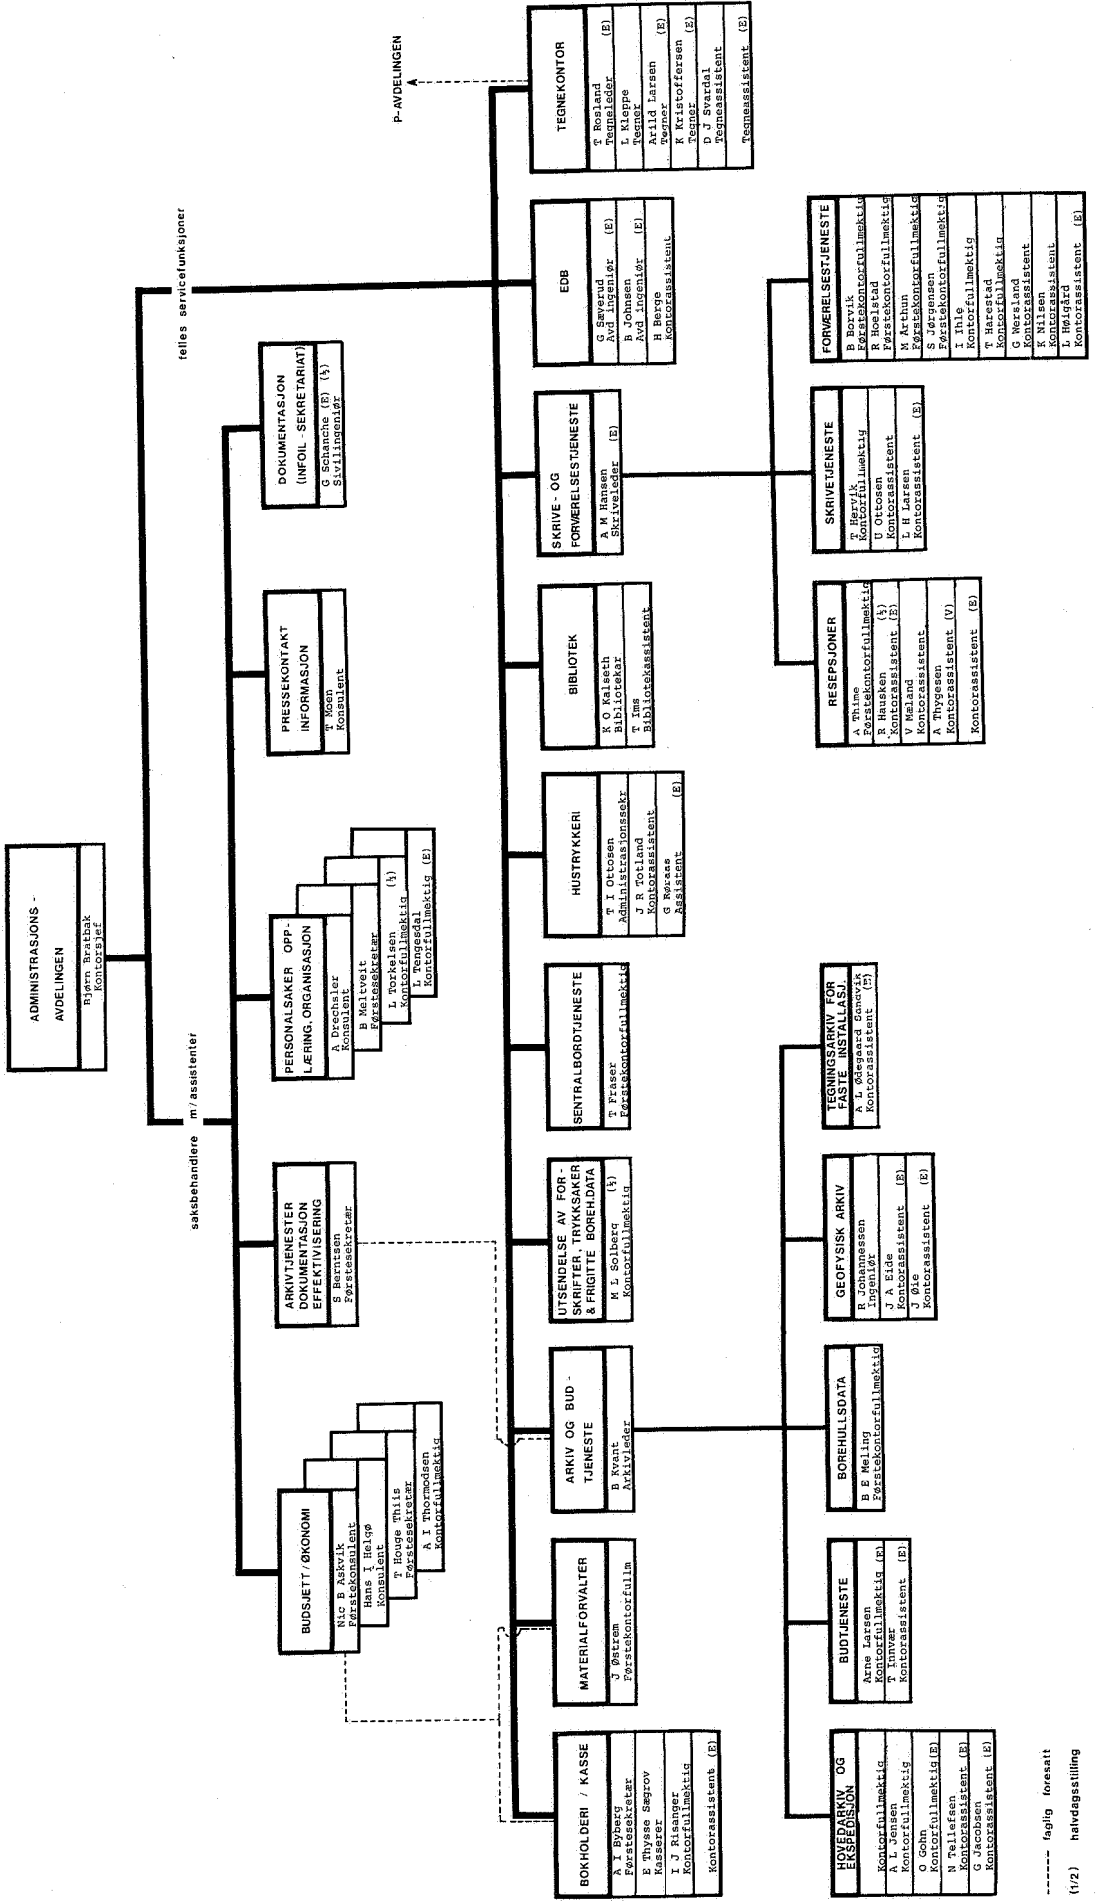 ADMINISTRASJONS -
AVDELINGEN
Bjørn Bratbak
Kontorsjef
saksbehandlere m/assistenter
felles servicefunksjoner
BUDSJETT / ØKONOMI
Nic B Askvik
Førstekonsulent
Hans I Helgø
Konsulent
T Houge Thiis
Førstesekretær
A I Thormodsen
Kontorfullmektig
ARKIVTJENESTER
DOKUMENTASJON
EFFEKTIVISERING
S Berntsen
Førstesekretær
PERSONALSAKER OPP-
LÆRING, ORGANISASJON
A Drechsler
Konsulent
B Meltveit
Førstesekretær
L Torkelsen (½)
Kontorfullmektig
L Tengesdal
Kontorfullmektig (E)
PRESSEKONTAKT
INFORMASJON
T Moen
Konsulent
DOKUMENTASJON
(INFOIL - SEKRETARIAT)
G Schanche (E) (½)
Sivilingeniør
P-AVDELINGEN
BOKHOLDERI / KASSE
A I Byberg
Førstesekretær
E Thysse Sægrov
Kasserer
I J Risanger
Kontorfullmektig
Kontorassistent (E)
MATERIALFORVALTER
J Østrem
Førstekontorfullm
ARKIV OG BUD -
TJENESTE
B Kvant
Arkivleder
UTSENDELSE AV FOR -
SKRIFTER, TRYKKSAKER
& FRIGITTE BOREH.DATA
M L Solberg (½)
Kontorfullmektig
SENTRALBORDTJENESTE
T Fraser
Førstekontorfullmektig
HUSTRYKKERI
T I Ottosen
Administrasjonssekr
J R Totland
Kontorassistent
G Røraas (E)
Assistent
BIBLIOTEK
K O Kalseth
Bibliotekar
T Ims
Bibliotekassistent
SKRIVE - OG
FORVÆRELSESTJENESTE
A M Hansen (E)
Skriveleder
EDB
G Sæverud
Avd ingeniør (E)
B Johnsen
Avd ingeniør (E)
H Berge
Kontorassistent
TEGNEKONTOR
T Rosland (E)
Tegneleder
L Kleppe
Tegner
Arild Larsen (E)
Tegner
K Kristoffersen (E)
Tegner
D J Svardal
Tegneassistent
Tegneassistent (E)
HOVEDARKIV OG
EKSPEDISJON
Kontorfullmektig
A L Jensen
Kontorfullmektig
O Gohn
Kontorfullmektig (E)
N Tellefsen
Kontorassistent (E)
G Jacobsen
Kontorassistent (E)
BUDTJENESTE
Arne Larsen
Kontorfullmektig (E)
T Innvær
Kontorassistent (E)
BOREHULLSDATA
B E Meling
Førstekontorfullmektig
GEOFYSISK ARKIV
R Johannessen
Ingeniør
J A Eide
Kontorassistent (E)
J Øie
Kontorassistent (E)
TEGNINGSARKIV FOR
FASTE INSTALLASJ.
A L Ødegaard Sandvik
Kontorassistent (E)
RESEPSJONER
A Thime
Førstekontorfullmektig
R Hausken (½)
Kontorassistent (E)
V Mæland
Kontorassistent
A Thygesen
Kontorassistent (V)
Kontorassistent (E)
SKRIVETJENESTE
T Hervik
Kontorfullmektig
U Ottosen
Kontorassistent
L H Larsen
Kontorassistent (E)
FORVÆRELSESTJENESTE
B Borvik
Førstekontorfullmektig
R Hoelstad
Førstekontorfullmektig
M Arthun
Førstekontorfullmektig
S Jørgensen
Førstekontorfullmektig
I Ihle
Kontorfullmektig
T Harestad
Kontorfullmektig
G Wersland
Kontorassistent
K Nilsen
Kontorassistent
L Høigård
Kontorassistent (E)
----- faglig foresatt
(1/2) halvdagsstilling